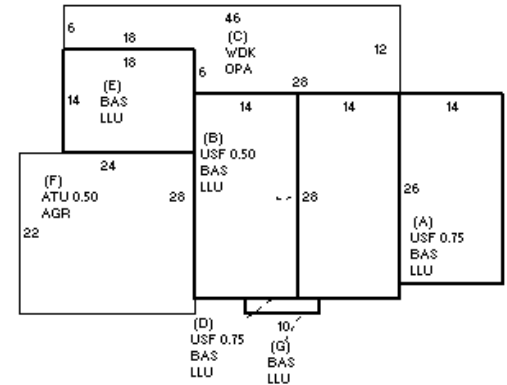 46
6
(C)
18
WDK
12
OPA
18
6
28
(E)
14
BAS
LLU
14
14
14
(B)
USF 0.50
BAS
LLU
24
(F)
ATU 0.50
AGR
28
28
26
22
(A)
USF 0.75
BAS
LLU
(D)
USF 0.75
BAS
LLU
10
(G)
BAS
LLU